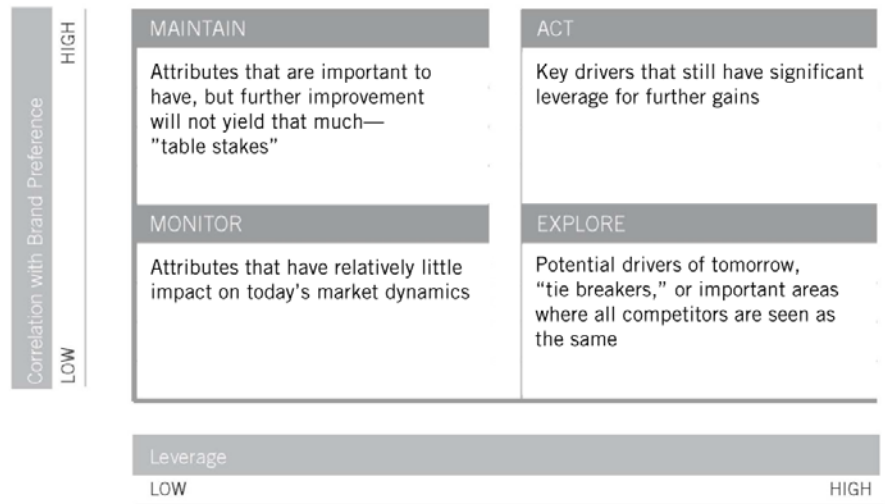 HIGH
Correlation with Brand Preference
LOW
MAINTAIN
Attributes that are important to
have, but further improvement
will not yield that much—
"table stakes"
ACT
Key drivers that still have significant
leverage for further gains
MONITOR
Attributes that have relatively little
impact on today's market dynamics
EXPLORE
Potential drivers of tomorrow,
“tie breakers,” or important areas
where all competitors are seen as
the same
Leverage
LOW
HIGH